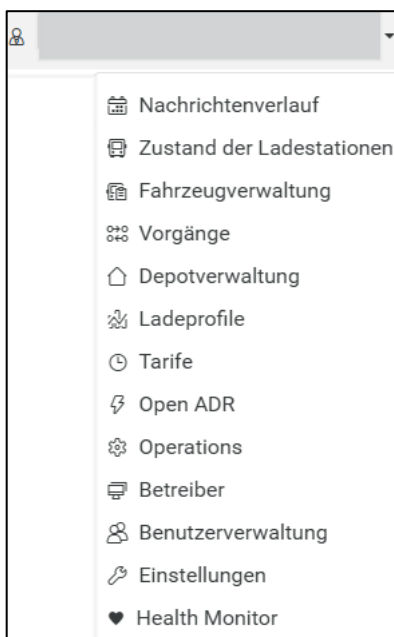 Nachrichtenverlauf
Zustand der Ladestationen
Fahrzeugverwaltung
Vorgänge
Depotverwaltung
Ladeprofile
Tarife
Open ADR
Operations
Betreiber
Benutzerverwaltung
Einstellungen
Health Monitor